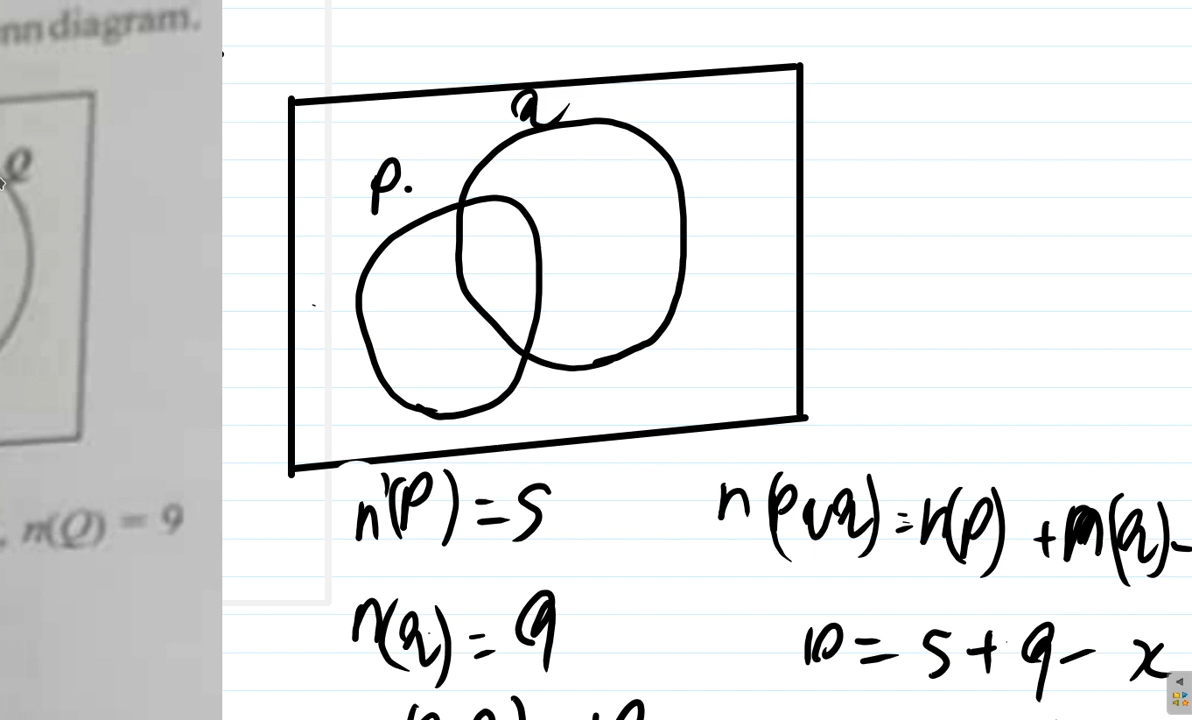 nn diagram.
Q
, n(Q) = 9
Q
P.
n(P) = 5
n(P∪Q) = n(P) + n(Q) -
n(Q) = 9
10 = 5 + 9 - x